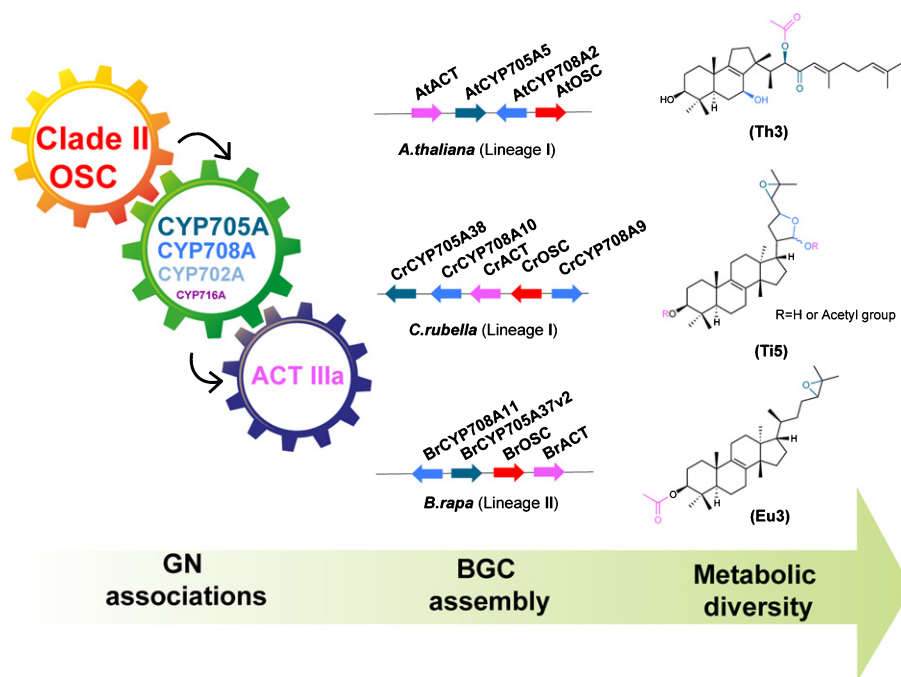 Clade II
OSC
CYP705A
CYP708A
CYP702A
CYP716A
ACT IIIa
AtACT
AtCYP705A5
AtCYP708A2
AtOSC
A.thaliana (Lineage I)
CrCYP705A38
CrCYP708A10
CrACT
CrOSC
CrCYP708A9
C.rubella (Lineage I)
BrCYP708A11
BrCYP705A37v2
BrOSC
BrACT
B.rapa (Lineage II)
O
O
O
HO
H
OH
(Th3)
O
O
OR
H
RO
H
R=H or Acetyl group
(Ti5)
O
H
O
O
H
(Eu3)
GN
associations
BGC
assembly
Metabolic
diversity